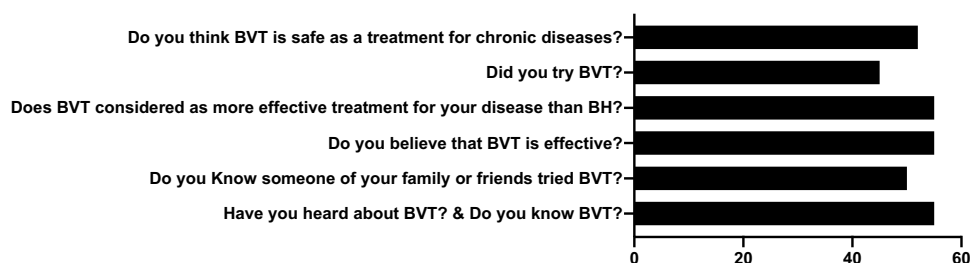 Do you think BVT is safe as a treatment for chronic diseases?
Did you try BVT?
Does BVT considered as more effective treatment for your disease than BH?
Do you believe that BVT is effective?
Do you Know someone of your family or friends tried BVT?
Have you heard about BVT? & Do you know BVT?
0 20 40 60